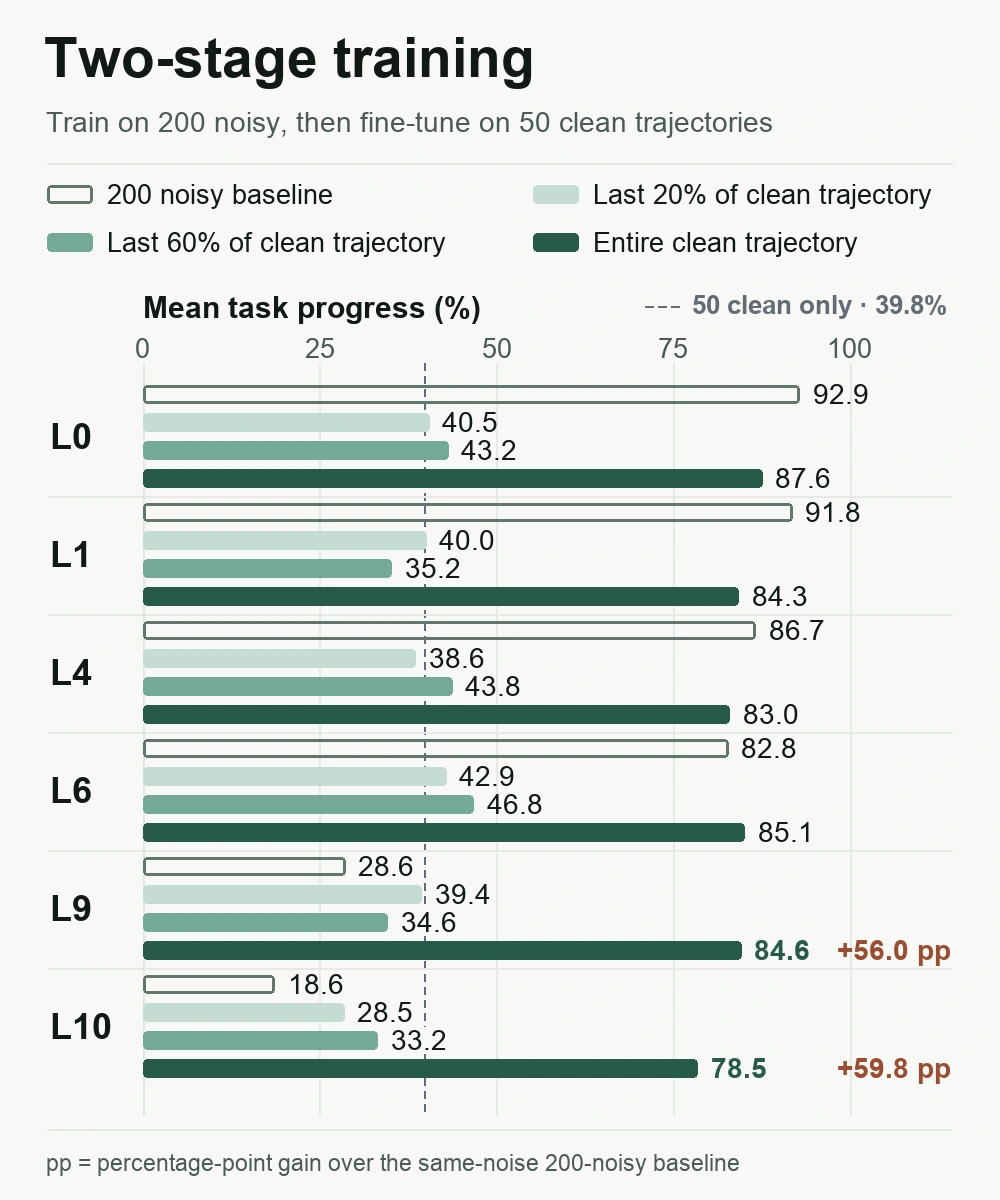 Two-stage training
Train on 200 noisy, then fine-tune on 50 clean trajectories
200 noisy baseline
Last 20% of clean trajectory
Last 60% of clean trajectory
Entire clean trajectory
Mean task progress (%)
50 clean only · 39.8%
0 25 50 75 100
L0
92.9
40.5
43.2
87.6
L1
91.8
40.0
35.2
84.3
L4
86.7
38.6
43.8
83.0
L6
82.8
42.9
46.8
85.1
L9
28.6
39.4
34.6
84.6 +56.0 pp
L10
18.6
28.5
33.2
78.5 +59.8 pp
pp = percentage-point gain over the same-noise 200-noisy baseline